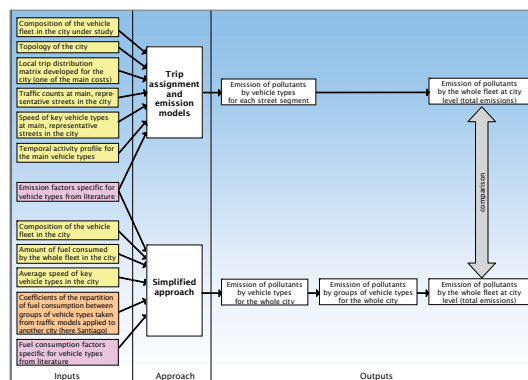 Composition of the vehicle
fleet in the city under study
Topology of the city
Local trip distribution
matrix developed for the
city (one of the main costs)
Traffic counts at main, repre-
sentative streets in the city
Speed of key vehicle types
at main, representative
streets in the city
Temporal activity profile for
the main vehicle types
Emission factors specific for
vehicle types from literature
Composition of the vehicle
fleet in the city
Amount of fuel consumed
by the whole fleet in the city
Average speed of key
vehicle types in the city
Coefficients of the repartition
of fuel consumption between
groups of vehicle types taken
from traffic models applied to
another city (here Santiago)
Fuel consumption factors
specific for vehicle types
from literature
Inputs
Trip
assignment
and
emission
models
Simplified
approach
Approach
Emission of pollutants
by vehicle types
for each street segment
Emission of pollutants
by the whole fleet at city
level (total emissions)
comparison
Emission of pollutants
by vehicle types
for the whole city
Emission of pollutants
by groups of vehicle types
for the whole city
Emission of pollutants
by the whole fleet at city
level (total emissions)
Outputs